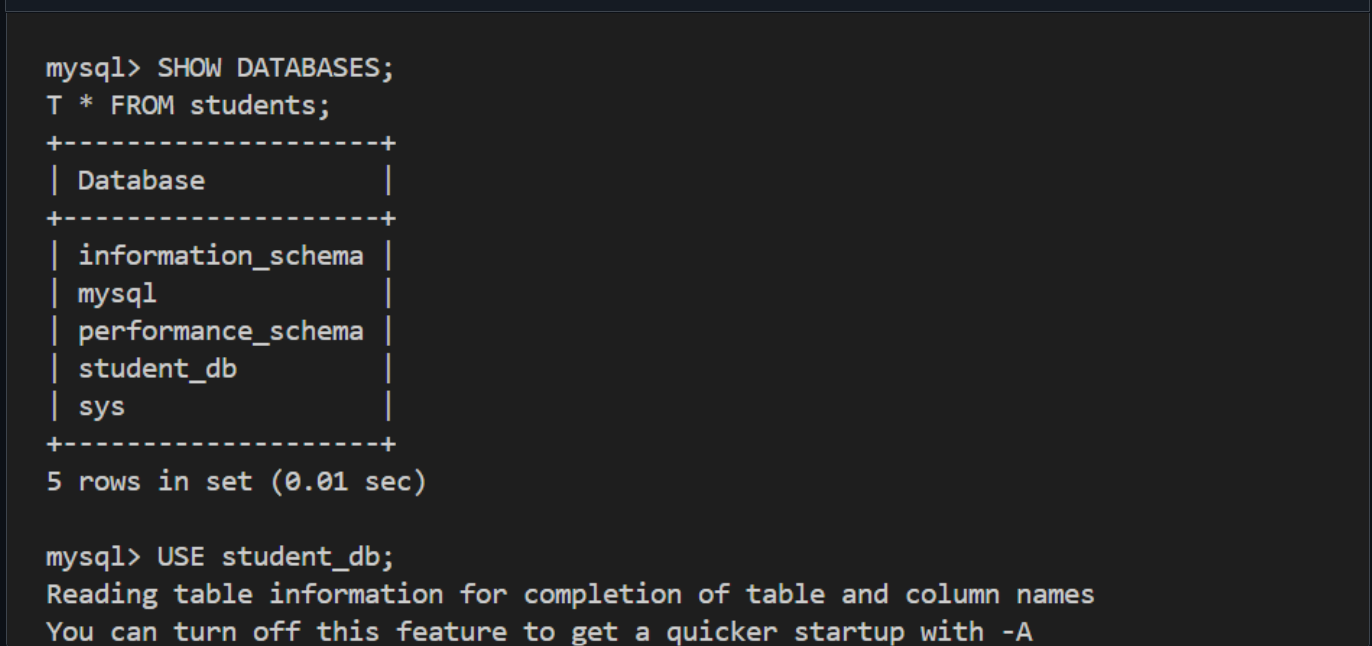 mysql> SHOW DATABASES;
T * FROM students;
+--------------------+
| Database           |
+--------------------+
| information_schema |
| mysql              |
| performance_schema |
| student_db         |
| sys                |
+--------------------+
5 rows in set (0.01 sec)
mysql> USE student_db;
Reading table information for completion of table and column names
You can turn off this feature to get a quicker startup with -A